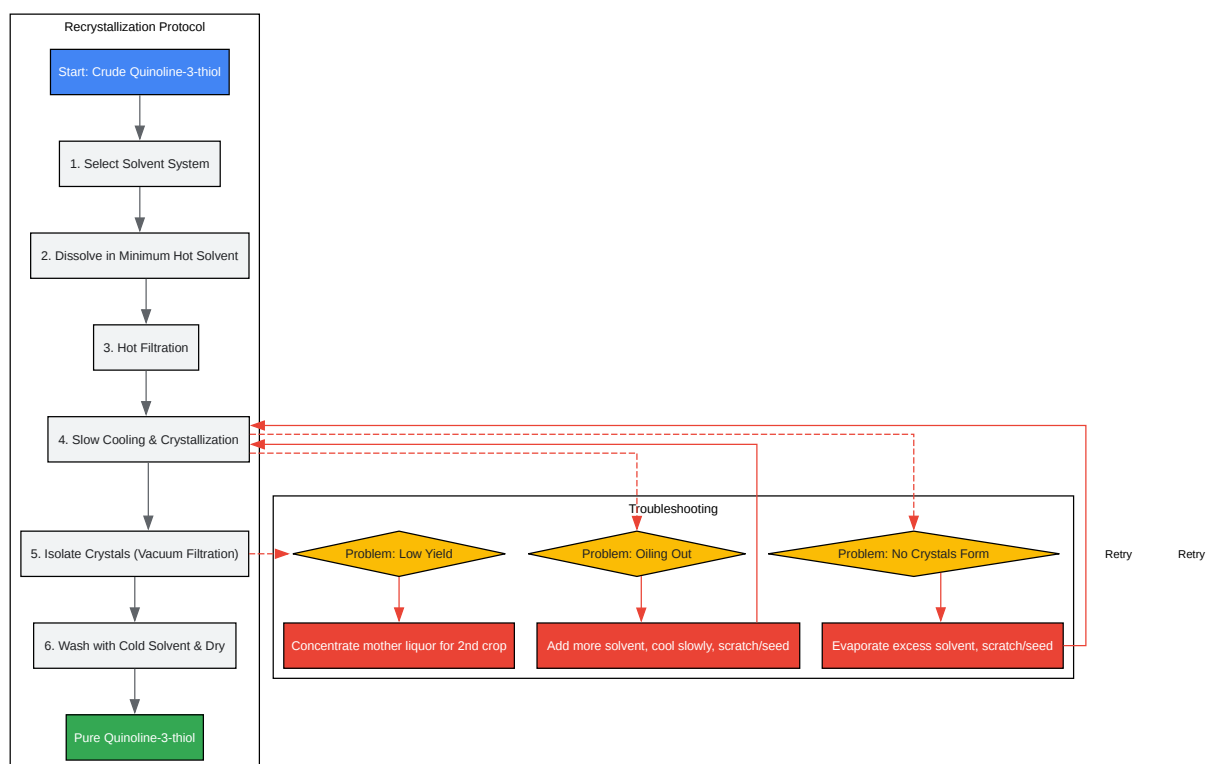 Recrystallization Protocol
Start: Crude Quinoline-3-thiol
1. Select Solvent System
2. Dissolve in Minimum Hot Solvent
3. Hot Filtration
4. Slow Cooling & Crystallization
5. Isolate Crystals (Vacuum Filtration)
6. Wash with Cold Solvent & Dry
Pure Quinoline-3-thiol
Troubleshooting
Problem: Low Yield
Problem: Oiling Out
Problem: No Crystals Form
Retry
Retry
Concentrate mother liquor for 2nd crop
Add more solvent, cool slowly, scratch/seed
Evaporate excess solvent, scratch/seed